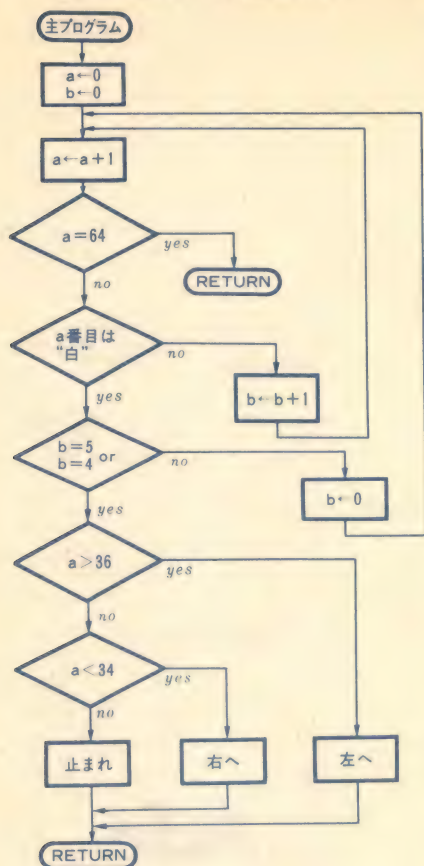 主プログラム
a←0
b←0
a←a+1
a=64
yes
RETURN
no
a番目は
"白"
no
b←b+1
yes
b=5
b=4 or
no
b←0
yes
a>36
yes
no
a<34
yes
no
止まれ
右へ
左へ
RETURN